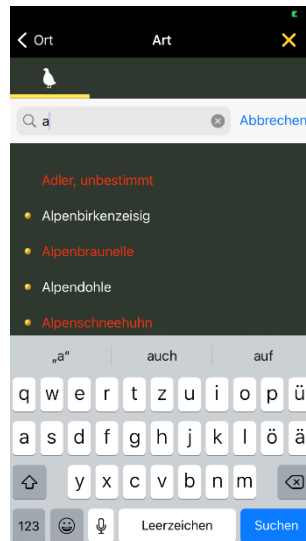 Ort Art
a Abbrechen
Adler, unbestimmt
Alpenbirkenzeisig
Alpenbraunelle
Alpendohle
Alpenschneehuhn
„a“ auch auf
q w e r t z u i o p ü
a s d f g h j k l ö ä
y x c v b n m
123 Leerzeichen Suchen